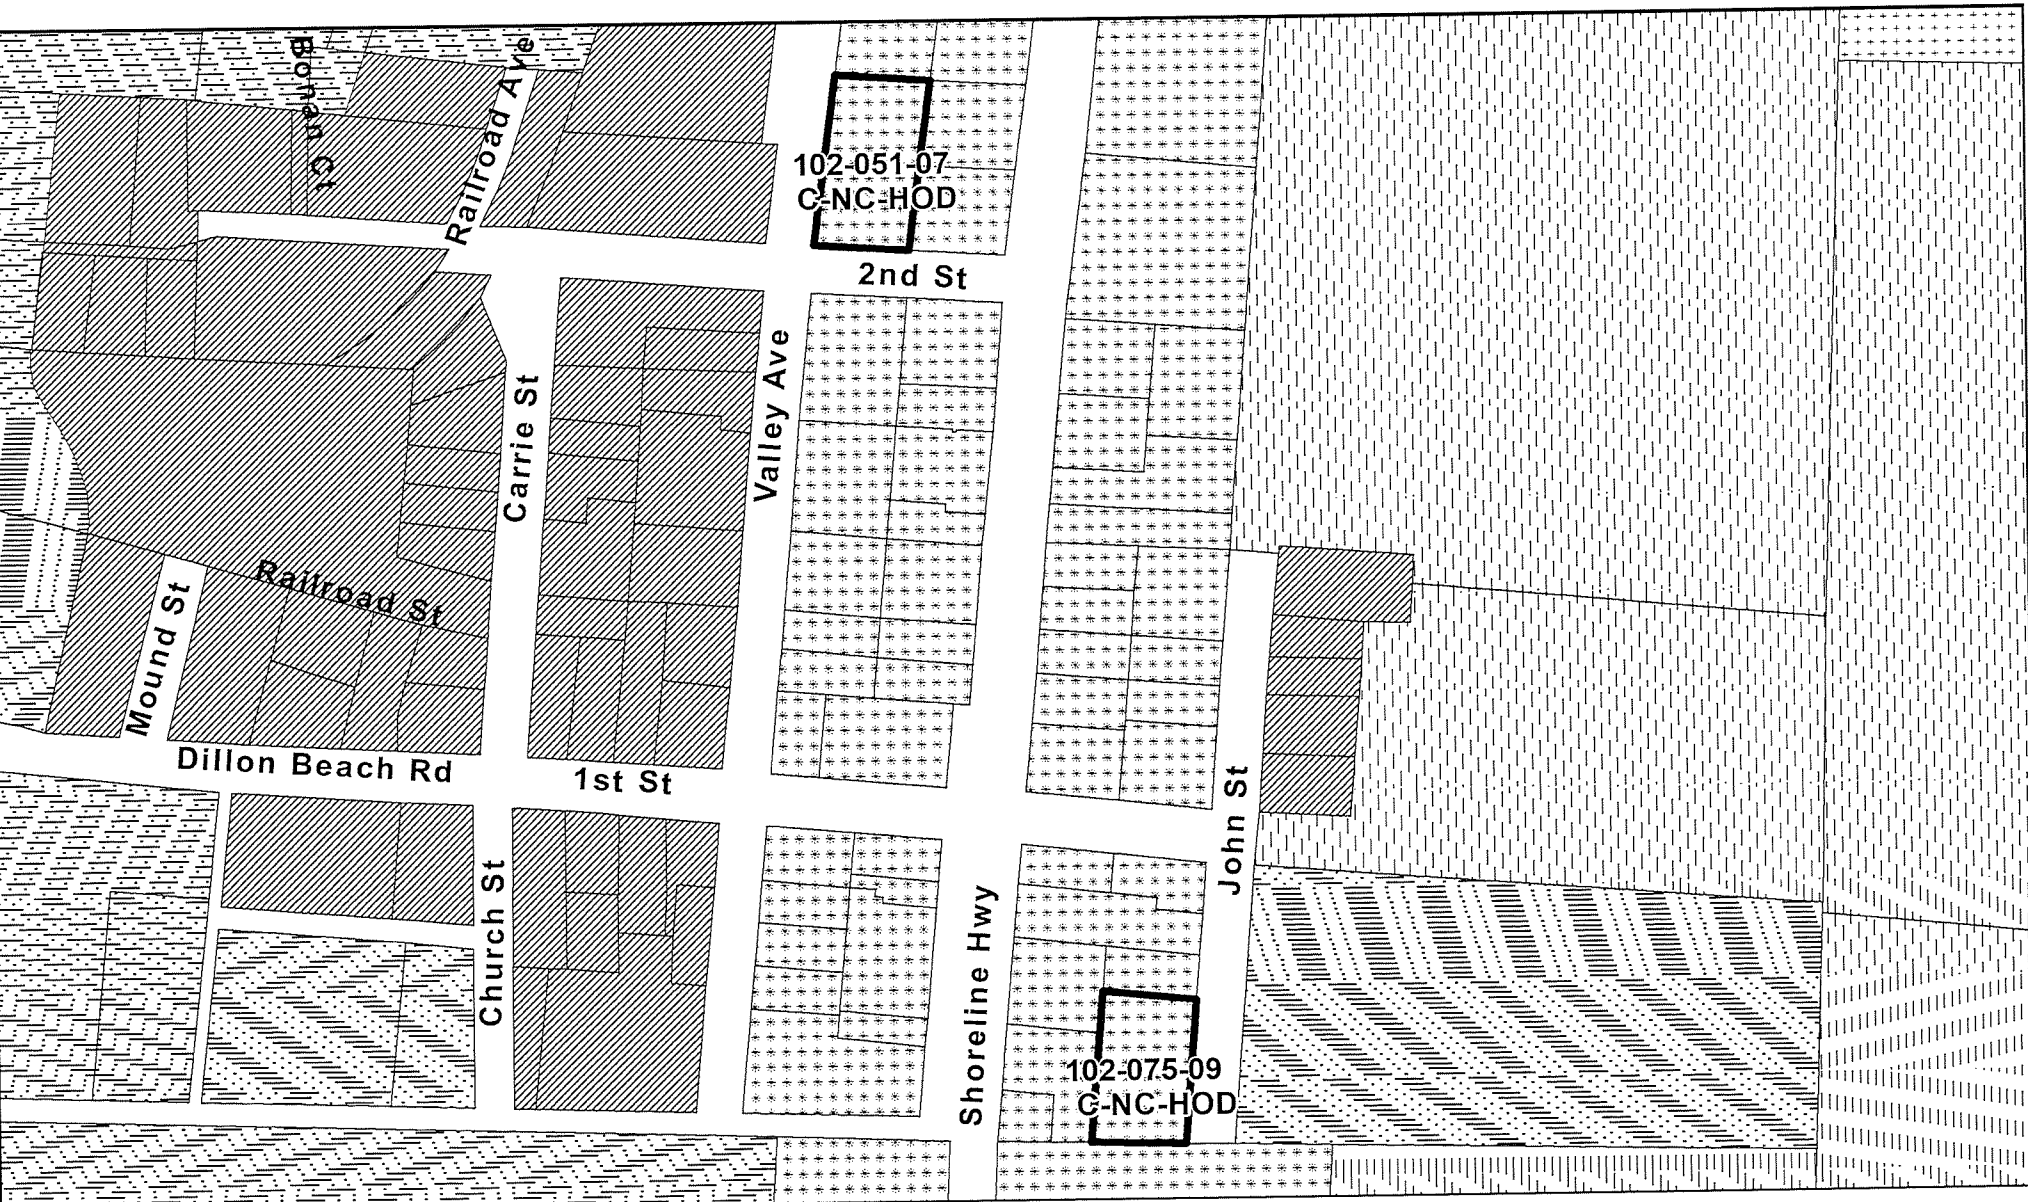 Bonan Ct
Railroad Ave
102-051-07
C-NC-HOD
2nd St
Valley Ave
Carrie St
Railroad St
Mound St
Dillon Beach Rd
1st St
John St
Church St
Shoreline Hwy
102-075-09
C-NC-HOD